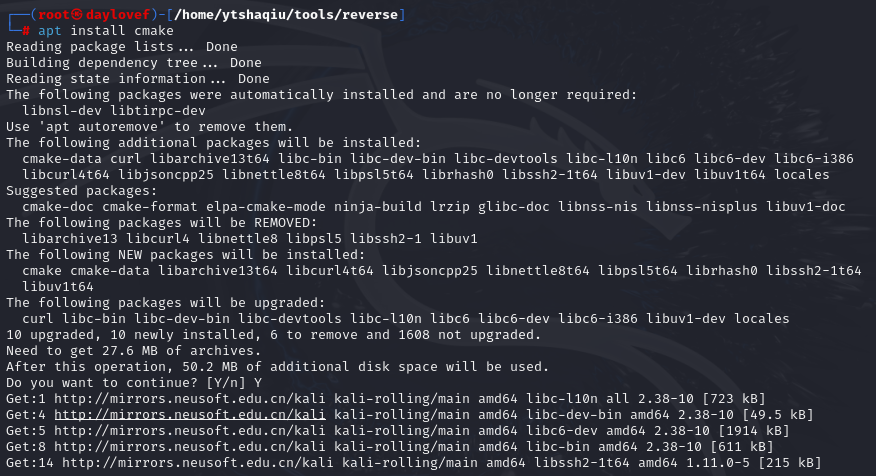 ┌──(root㉿daylovef)-[/home/ytshaqiu/tools/reverse]
└─# apt install cmake
Reading package lists... Done
Building dependency tree... Done
Reading state information... Done
The following packages were automatically installed and are no longer required:
  libnsl-dev libtirpc-dev
Use 'apt autoremove' to remove them.
The following additional packages will be installed:
  cmake-data curl libarchive13t64 libc-bin libc-dev-bin libc-devtools libc-l10n libc6 libc6-dev libc6-i386
  libcurl4t64 libjsoncpp25 libnettle8t64 libpsl5t64 librhash0 libssh2-1t64 libuv1-dev libuv1t64 locales
Suggested packages:
  cmake-doc cmake-format elpa-cmake-mode ninja-build lrzip glibc-doc libnss-nis libnss-nisplus libuv1-doc
The following packages will be REMOVED:
  libarchive13 libcurl4 libnettle8 libpsl5 libssh2-1 libuv1
The following NEW packages will be installed:
  cmake cmake-data libarchive13t64 libcurl4t64 libjsoncpp25 libnettle8t64 libpsl5t64 librhash0 libssh2-1t64
  libuv1t64
The following packages will be upgraded:
  curl libc-bin libc-dev-bin libc-devtools libc-l10n libc6 libc6-dev libc6-i386 libuv1-dev locales
10 upgraded, 10 newly installed, 6 to remove and 1608 not upgraded.
Need to get 27.6 MB of archives.
After this operation, 50.2 MB of additional disk space will be used.
Do you want to continue? [Y/n] Y
Get:1 http://mirrors.neusoft.edu.cn/kali kali-rolling/main amd64 libc-l10n all 2.38-10 [723 kB]
Get:4 http://mirrors.neusoft.edu.cn/kali kali-rolling/main amd64 libc-dev-bin amd64 2.38-10 [49.5 kB]
Get:5 http://mirrors.neusoft.edu.cn/kali kali-rolling/main amd64 libc6-dev amd64 2.38-10 [1914 kB]
Get:8 http://mirrors.neusoft.edu.cn/kali kali-rolling/main amd64 libc-bin amd64 2.38-10 [611 kB]
Get:14 http://mirrors.neusoft.edu.cn/kali kali-rolling/main amd64 libssh2-1t64 amd64 1.11.0-5 [215 kB]